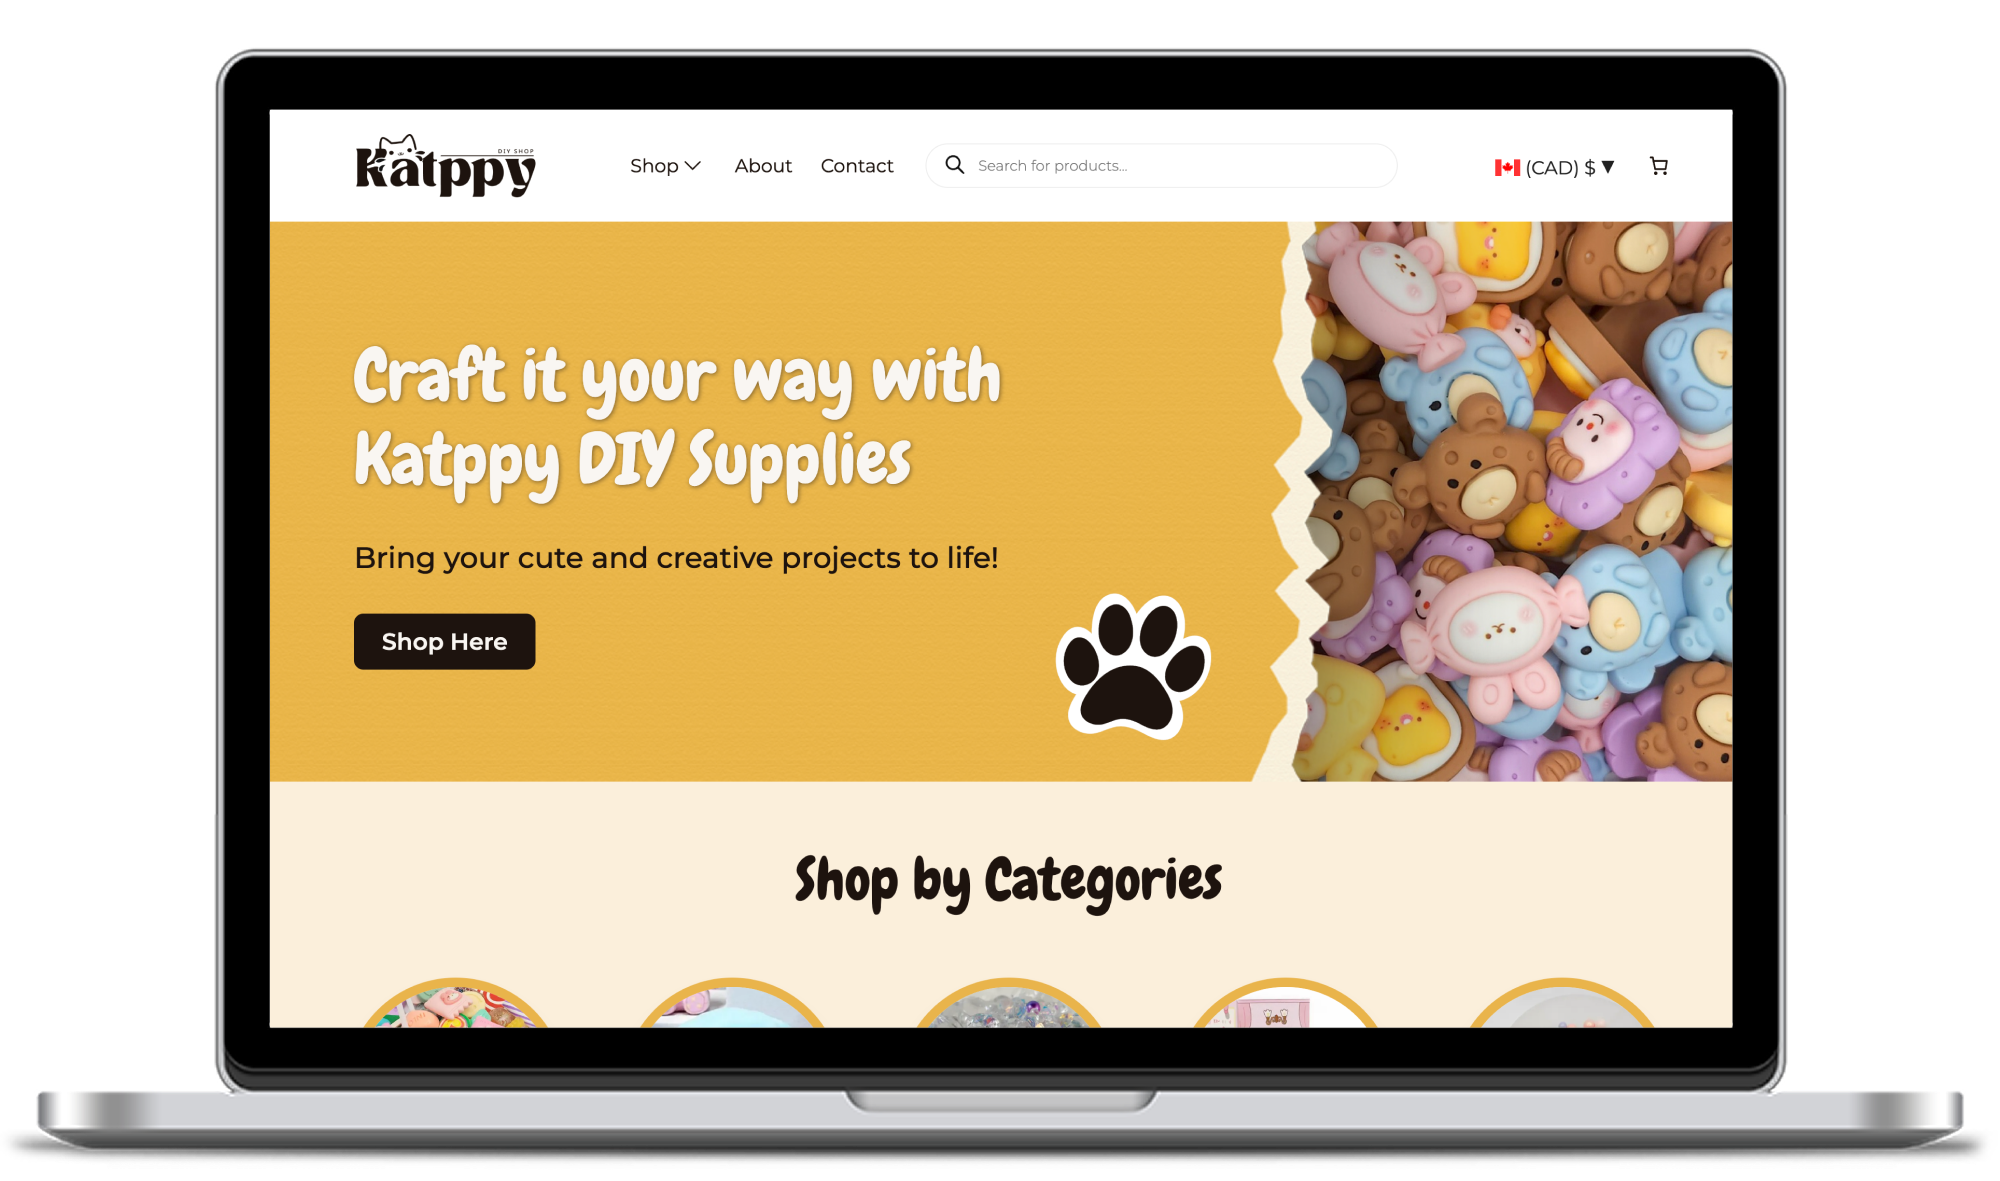 Katppy
DIY SHOP
Shop
About
Contact
Search for products...
(CAD) $
Craft it your way with
Katppy DIY Supplies
Bring your cute and creative projects to life!
Shop Here
Shop by Categories